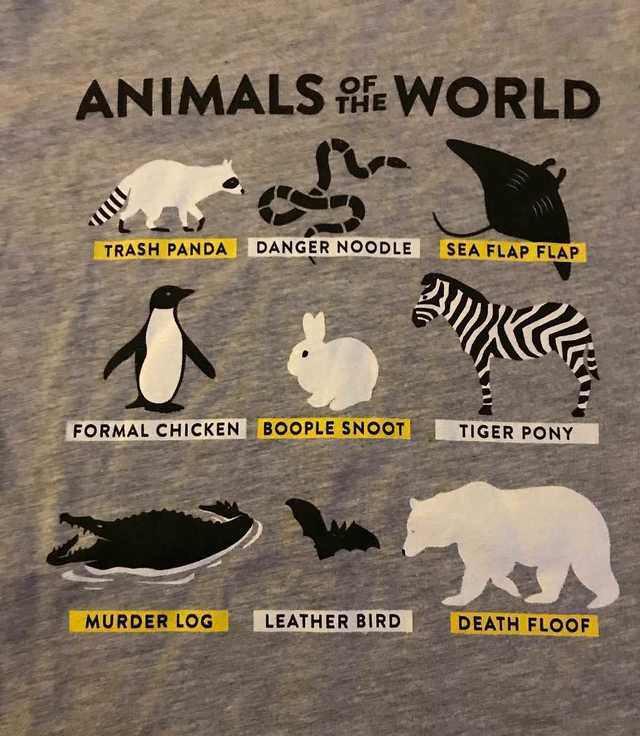 ANIMALS OF THE WORLD
TRASH PANDA
DANGER NOODLE
SEA FLAP FLAP
FORMAL CHICKEN
BOOPLE SNOOT
TIGER PONY
MURDER LOG
LEATHER BIRD
DEATH FLOOF